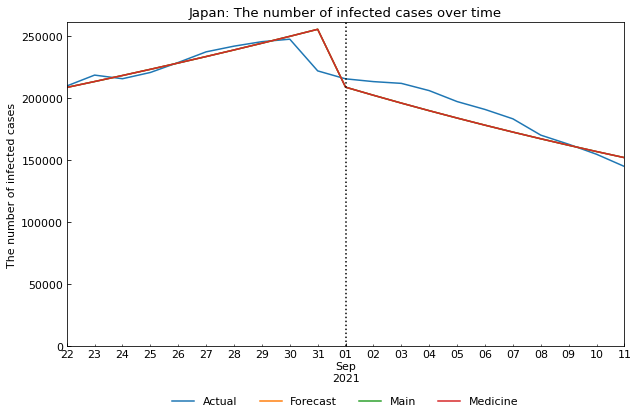 Japan: The number of infected cases over time
The number of infected cases
250000
200000
150000
100000
50000
0
22 23 24 25 26 27 28 29 30 31 01 02 03 04 05 06 07 08 09 10 11
Sep
2021
Actual Forecast Main Medicine